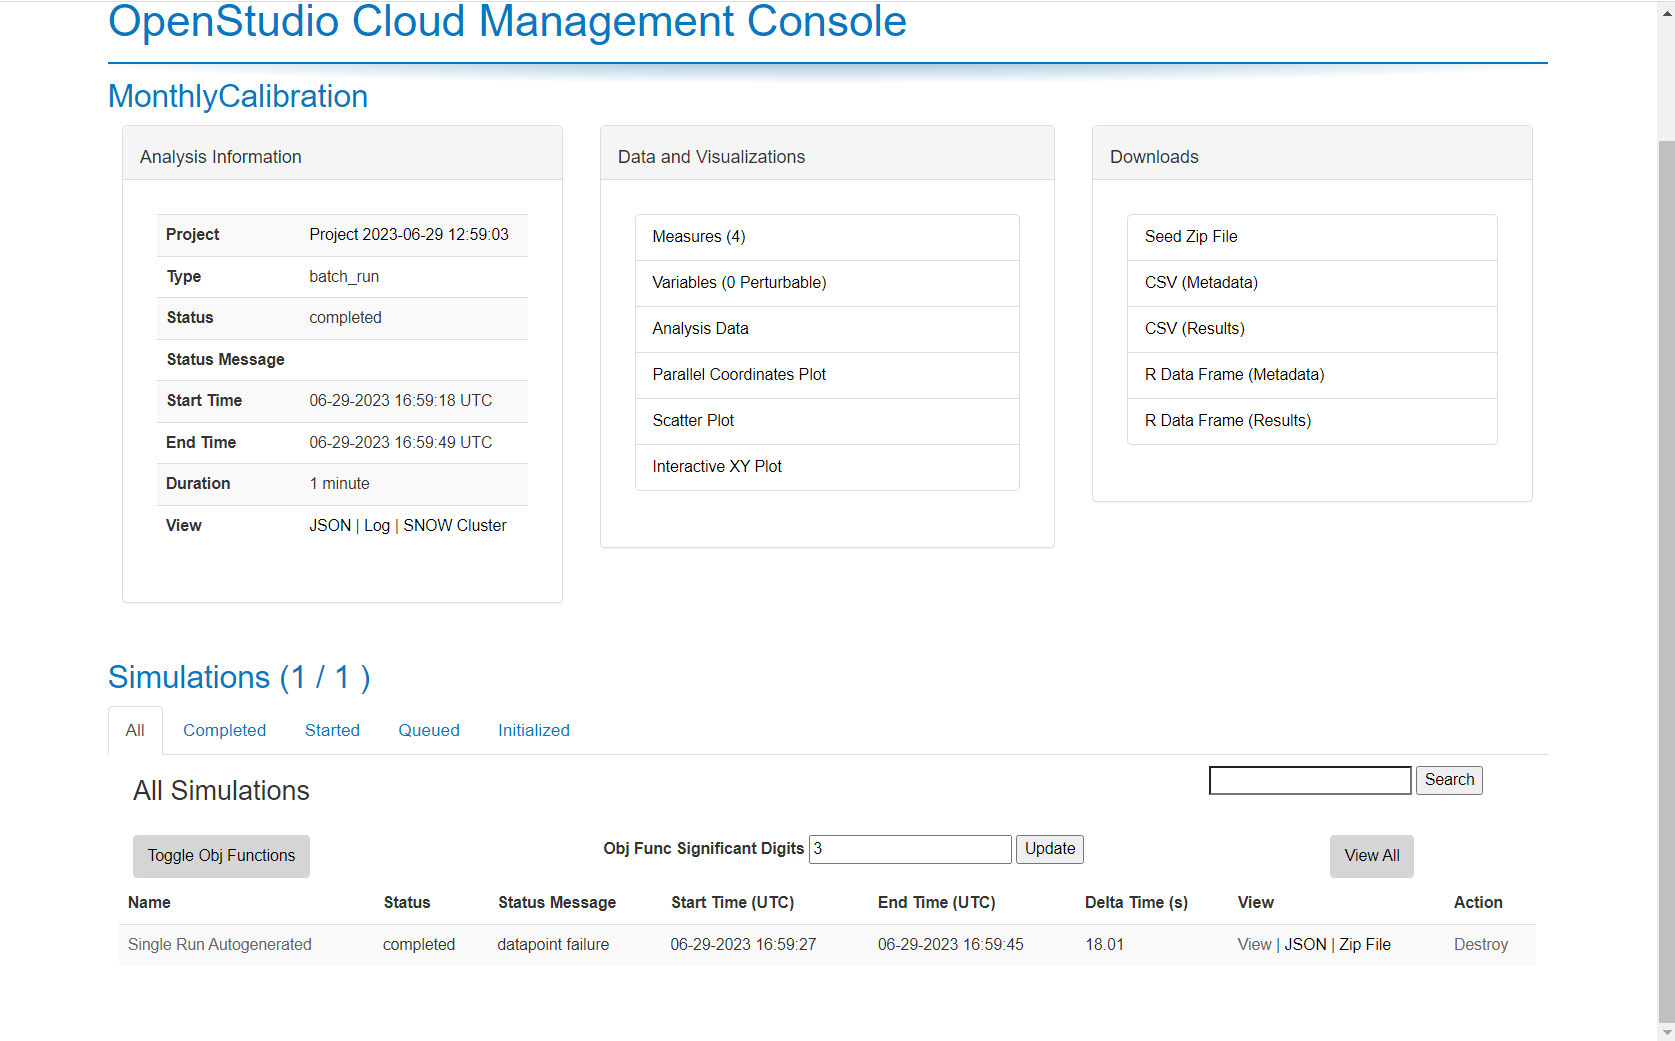 OpenStudio Cloud Management Console
MonthlyCalibration
Analysis Information
Project Project 2023-06-29 12:59:03
Type batch_run
Status completed
Status Message
Start Time 06-29-2023 16:59:18 UTC
End Time 06-29-2023 16:59:49 UTC
Duration 1 minute
View JSON | Log | SNOW Cluster
Data and Visualizations
Measures (4)
Variables (0 Perturbable)
Analysis Data
Parallel Coordinates Plot
Scatter Plot
Interactive XY Plot
Downloads
Seed Zip File
CSV (Metadata)
CSV (Results)
R Data Frame (Metadata)
R Data Frame (Results)
Simulations (1 / 1 )
All Completed Started Queued Initialized
All Simulations
Search
Toggle Obj Functions Obj Func Significant Digits 3 Update View All
Name Status Status Message Start Time (UTC) End Time (UTC) Delta Time (s) View Action
Single Run Autogenerated completed datapoint failure 06-29-2023 16:59:27 06-29-2023 16:59:45 18.01 View | JSON | Zip File Destroy